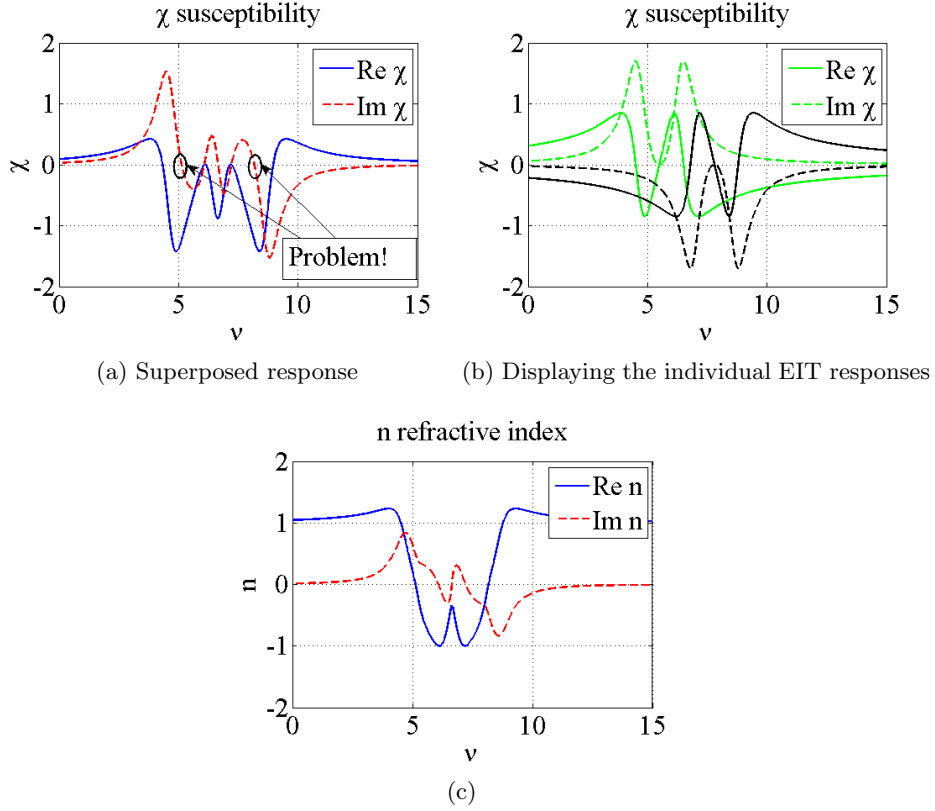 χ susceptibility
2
1
0
-1
-2
χ
0
5
10
15
ν
Re χ
Im χ
Problem!
(a) Superposed response
χ susceptibility
2
1
0
-1
-2
χ
0
5
10
15
ν
Re χ
Im χ
(b) Displaying the individual EIT responses
n refractive index
2
1
0
-1
-2
n
0
5
10
15
ν
Re n
Im n
(c)